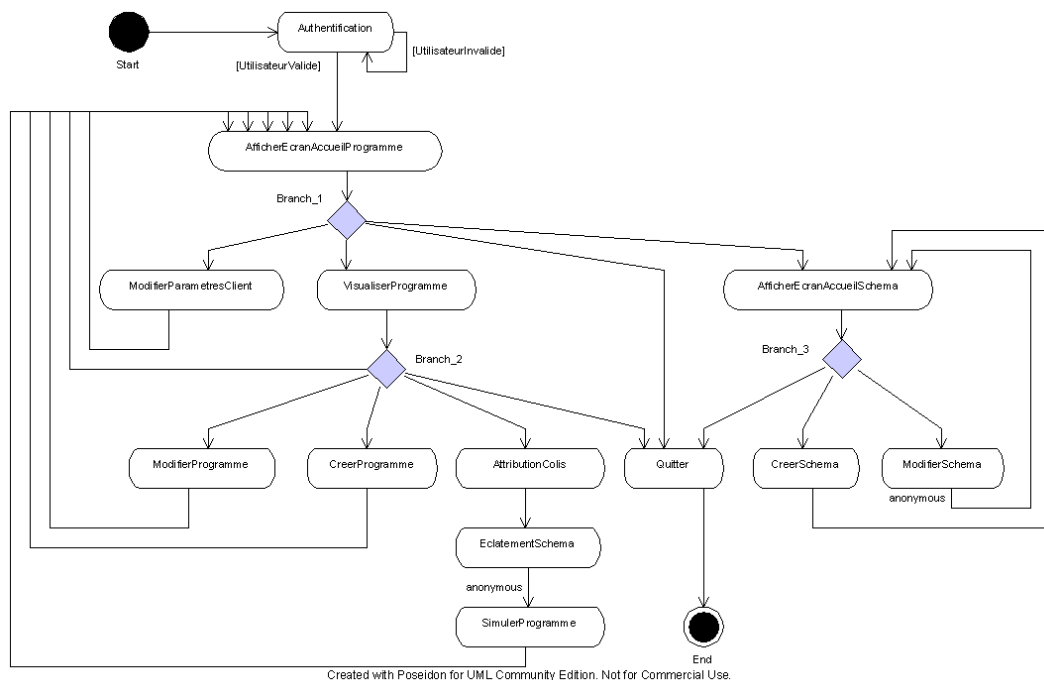 Authentification
Start
[UtilisateurInvalide]
[UtilisateurValide]
AfficherEcranAccueilProgramme
Branch_1
ModifierParametresClient
VisualiserProgramme
AfficherEcranAccueilSchema
Branch_2
Branch_3
ModifierProgramme
CreerProgramme
AttributionColis
Quitter
CreerSchema
ModifierSchema
anonymous
EclatementSchema
anonymous
SimulerProgramme
End
Created with Poseidon for UML Community Edition. Not for Commercial Use.